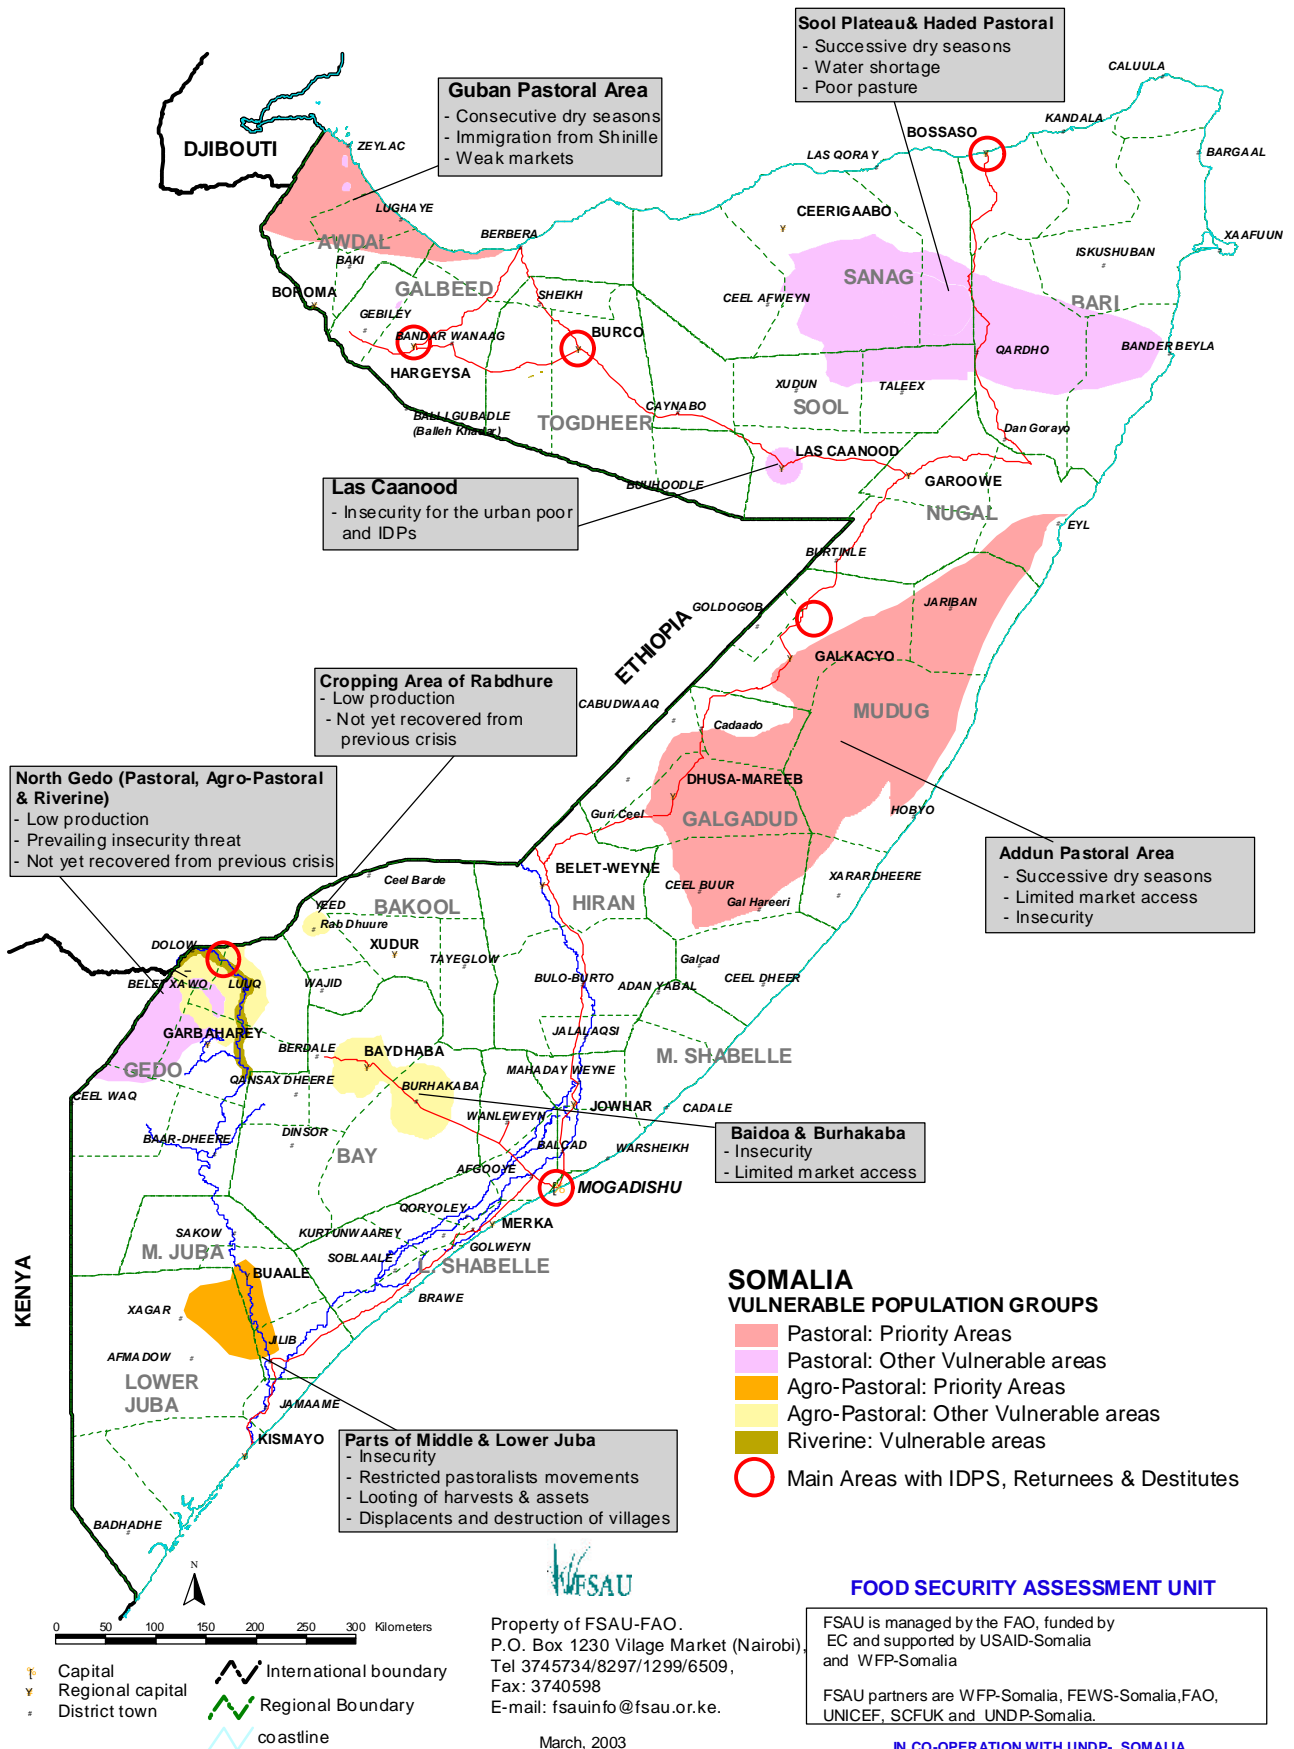 Sool Plateau& Haded Pastoral
- Successive dry seasons
- Water shortage
- Poor pasture
Guban Pastoral Area
- Consecutive dry seasons
- Immigration from Shinille
- Weak markets
CALUULA
KANDALA
BOSSASO
LAS QORAY
BARGAAL
DJIBOUTI
ZEYLAC
LUGHAYE
CEERIGAABO
XAAFUUN
AWDAL
BERBERA
ISKUSHUBAN
BAKI
SANAG
BARI
BOROMA
GALBEED
SHEIKH
CEEL AFWEYN
GEBILEY
BANDAR WANAAG
BURCO
QARDHO
BANDER BEYLA
HARGEYSA
XUDUN
TALEEX
SOOL
BALLI GUBADLE
(Balleh Khadar)
TOGDHEER
CAYNABO
Dan Gorayo
LAS CAANOOD
GAROOWE
BUUHOODLE
NUGAL
Las Caanood
- Insecurity for the urban poor
and IDPs
EYL
BURTINLE
JARIBAN
GOLDOGOB
ETHIOPIA
GALKACYO
Cropping Area of Rabdhure
- Low production
- Not yet recovered from
previous crisis
CABUDWAAQ
Cadaado
MUDUG
North Gedo (Pastoral, Agro-Pastoral
& Riverine)
- Low production
- Prevailing insecurity threat
- Not yet recovered from previous crisis
DHUSA-MAREEB
Guri Ceel
GALGADUD
HOBYO
Addun Pastoral Area
- Successive dry seasons
- Limited market access
- Insecurity
BELET-WEYNE
Ceel Barde
CEEL BUUR
XARARDHEERE
BAKOOL
HIRAN
Gal Hareeri
YEED
Rab Dhuure
XUDUR
DOLOW
TAYEGLOW
Galcad
BELET XAWO
LUUQ
WAJID
BULO-BURTO
ADAN YABAL
CEEL DHEER
GARBAHAREY
JALALAQSI
BERDALE
BAYDHABA
M. SHABELLE
GEDO
QANSAX DHEERE
BURHAKABA
MAHADAY WEYNE
CEEL WAQ
JOWHAR
CADALE
WANLEWEYN
DINSOR
BAAR-DHEERE
BAY
BALCAD
WARSHEIKH
Baidoa & Burhakaba
- Insecurity
- Limited market access
AFGOOYE
MOGADISHU
QORYOLEY
MERKA
SAKOW
KURTUNWAAREY
M. JUBA
GOLWEYN
SOBLAALE
L. SHABELLE
BUAALE
BRAWE
KENYA
XAGAR
JILIB
AFMADOW
LOWER
JUBA
JAMAAME
KISMAYO
BADHADHE
Parts of Middle & Lower Juba
- Insecurity
- Restricted pastoralists movements
- Looting of harvests & assets
- Displacents and destruction of villages
SOMALIA
VULNERABLE POPULATION GROUPS
Pastoral: Priority Areas
Pastoral: Other Vulnerable areas
Agro-Pastoral: Priority Areas
Agro-Pastoral: Other Vulnerable areas
Riverine: Vulnerable areas
Main Areas with IDPS, Returnees & Destitutes
N
0 50 100 150 200 250 300 Kilometers
Capital
Regional capital
District town
International boundary
Regional Boundary
coastline
FSAU
Property of FSAU-FAO.
P.O. Box 1230 Vilage Market (Nairobi),
Tel 3745734/8297/1299/6509,
Fax: 3740598
E-mail: fsauinfo@fsau.or.ke.
March, 2003
FOOD SECURITY ASSESSMENT UNIT
FSAU is managed by the FAO, funded by
EC and supported by USAID-Somalia
and WFP-Somalia
FSAU partners are WFP-Somalia, FEWS-Somalia,FAO,
UNICEF, SCFUK and UNDP-Somalia.
IN CO-OPERATION WITH UNDP- SOMALIA